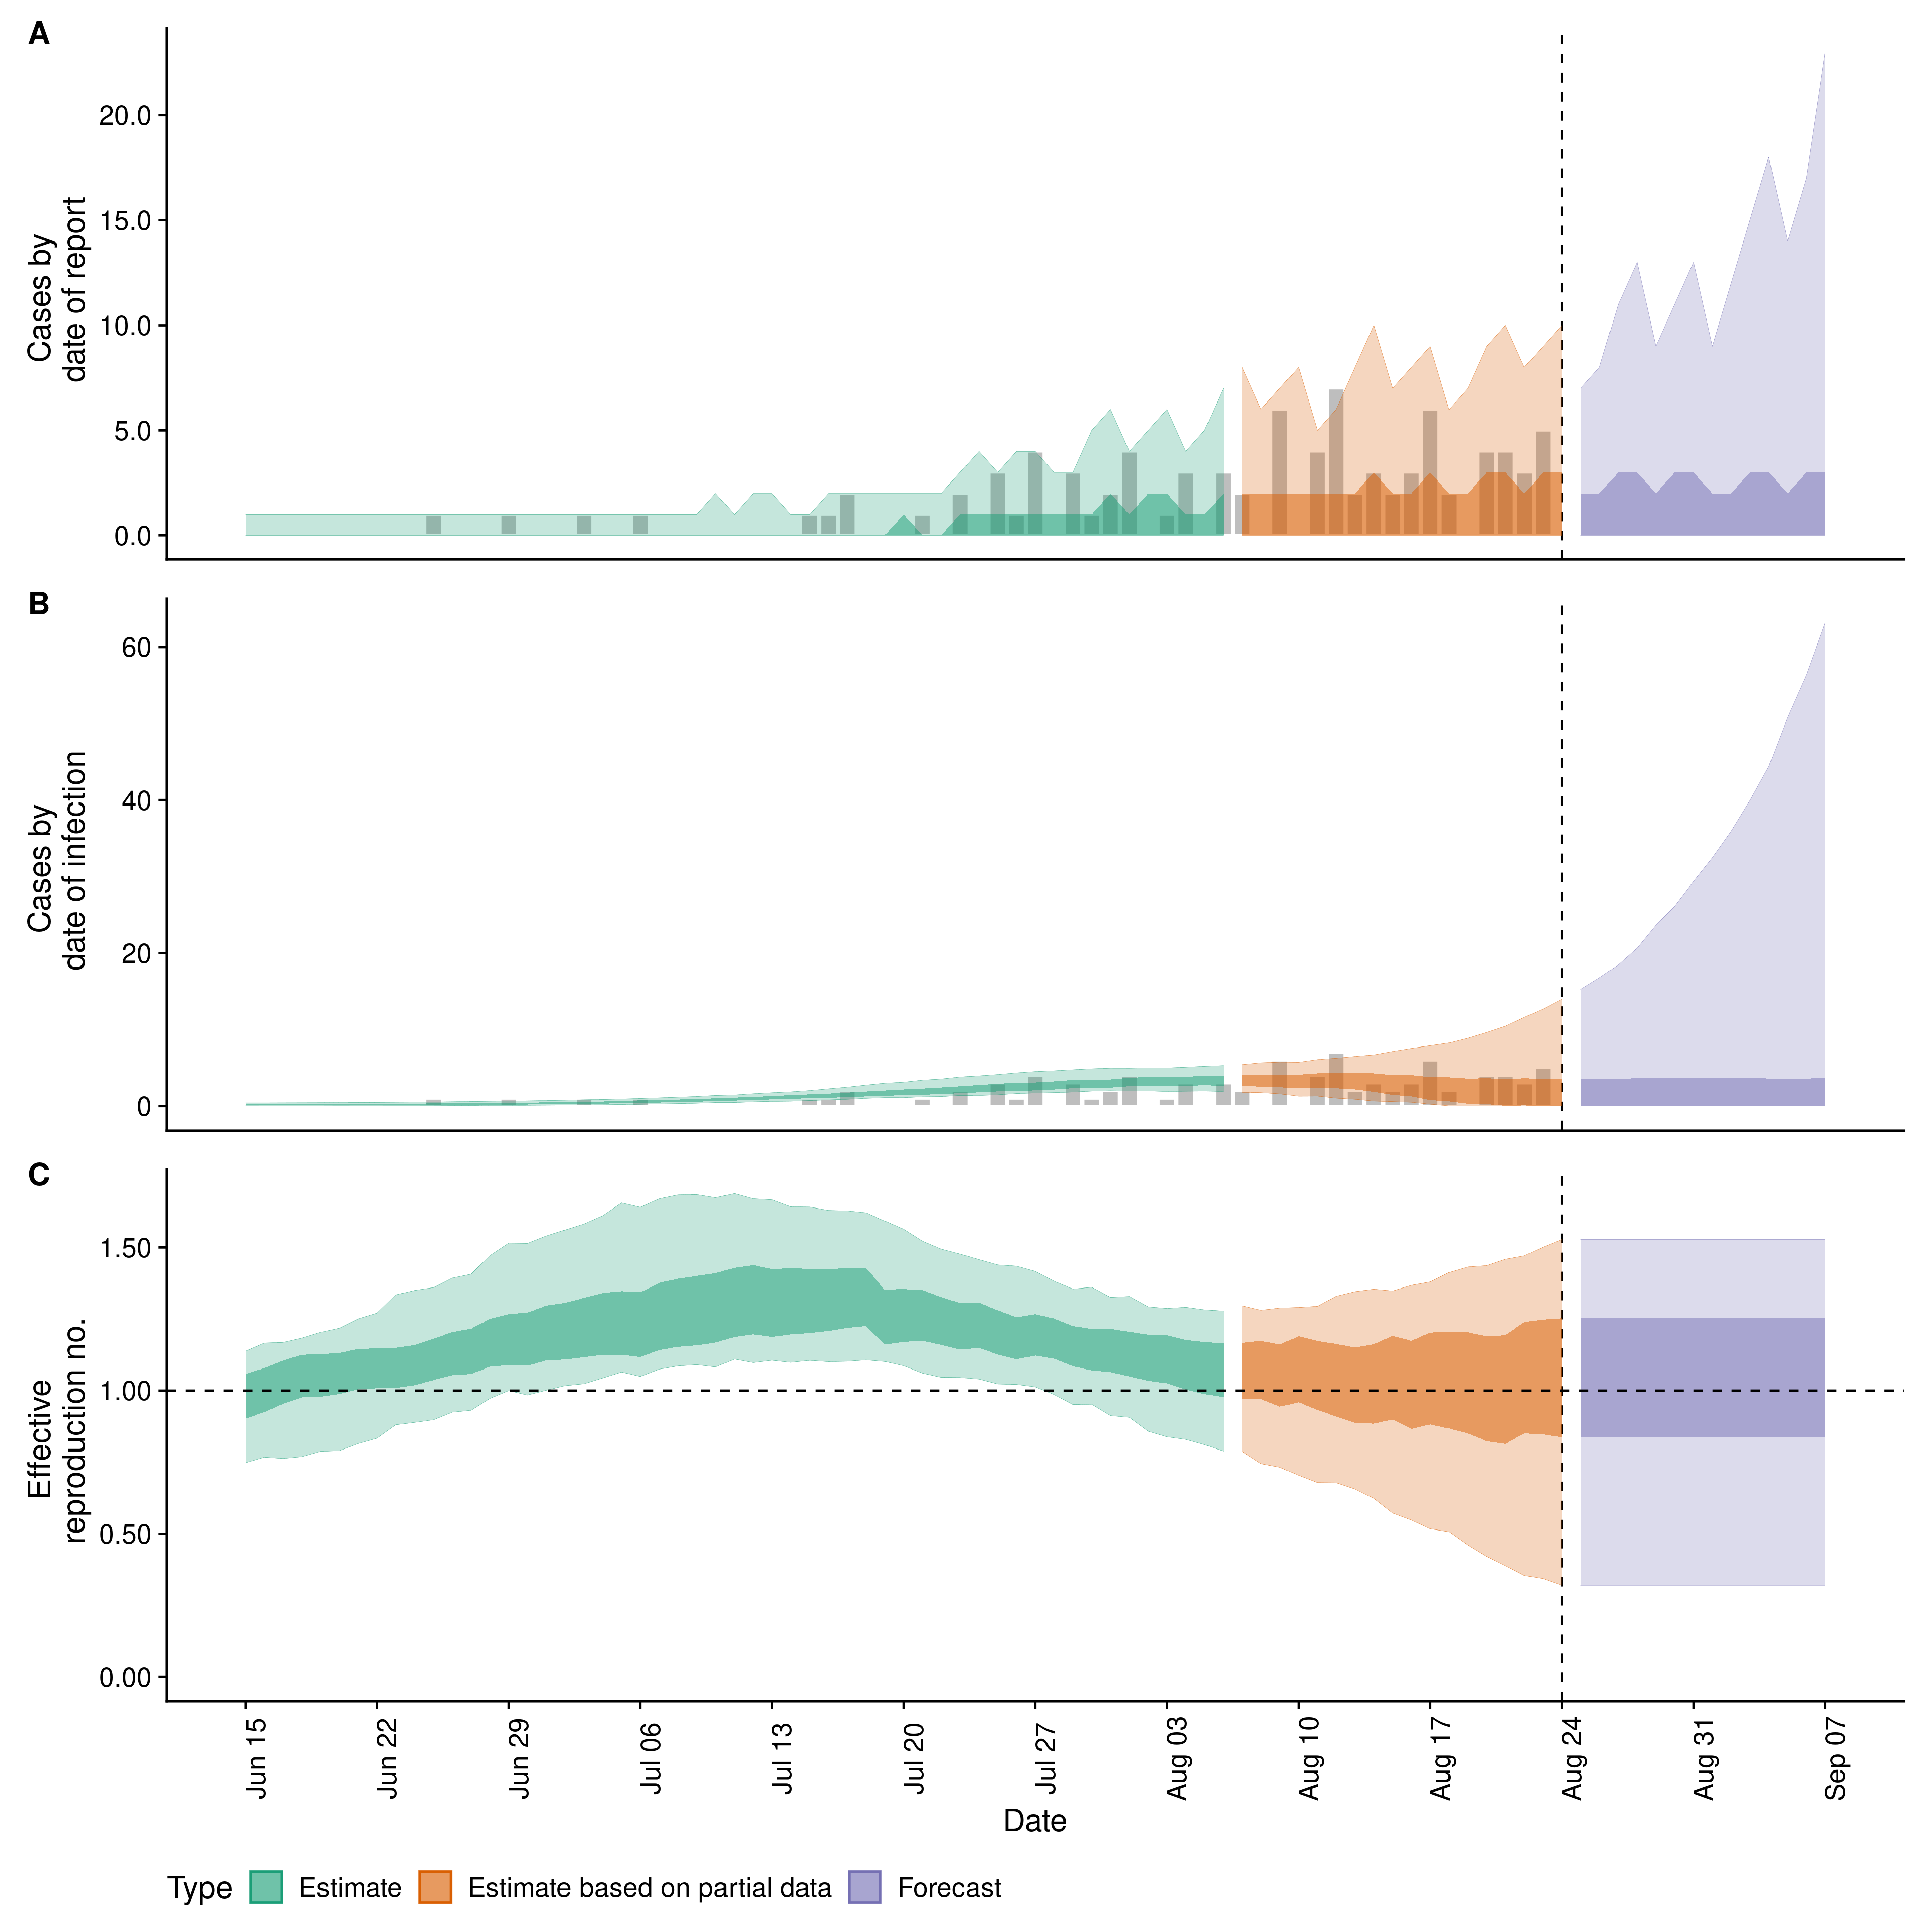 A
Cases by
date of report
20.0
15.0
10.0
5.0
0.0
B
Cases by
date of infection
60
40
20
0
C
Effective
reproduction no.
1.50
1.00
0.50
0.00
Jun 15
Jun 22
Jun 29
Jul 06
Jul 13
Jul 20
Jul 27
Aug 03
Aug 10
Aug 17
Aug 24
Aug 31
Sep 07
Date
Type Estimate Estimate based on partial data Forecast